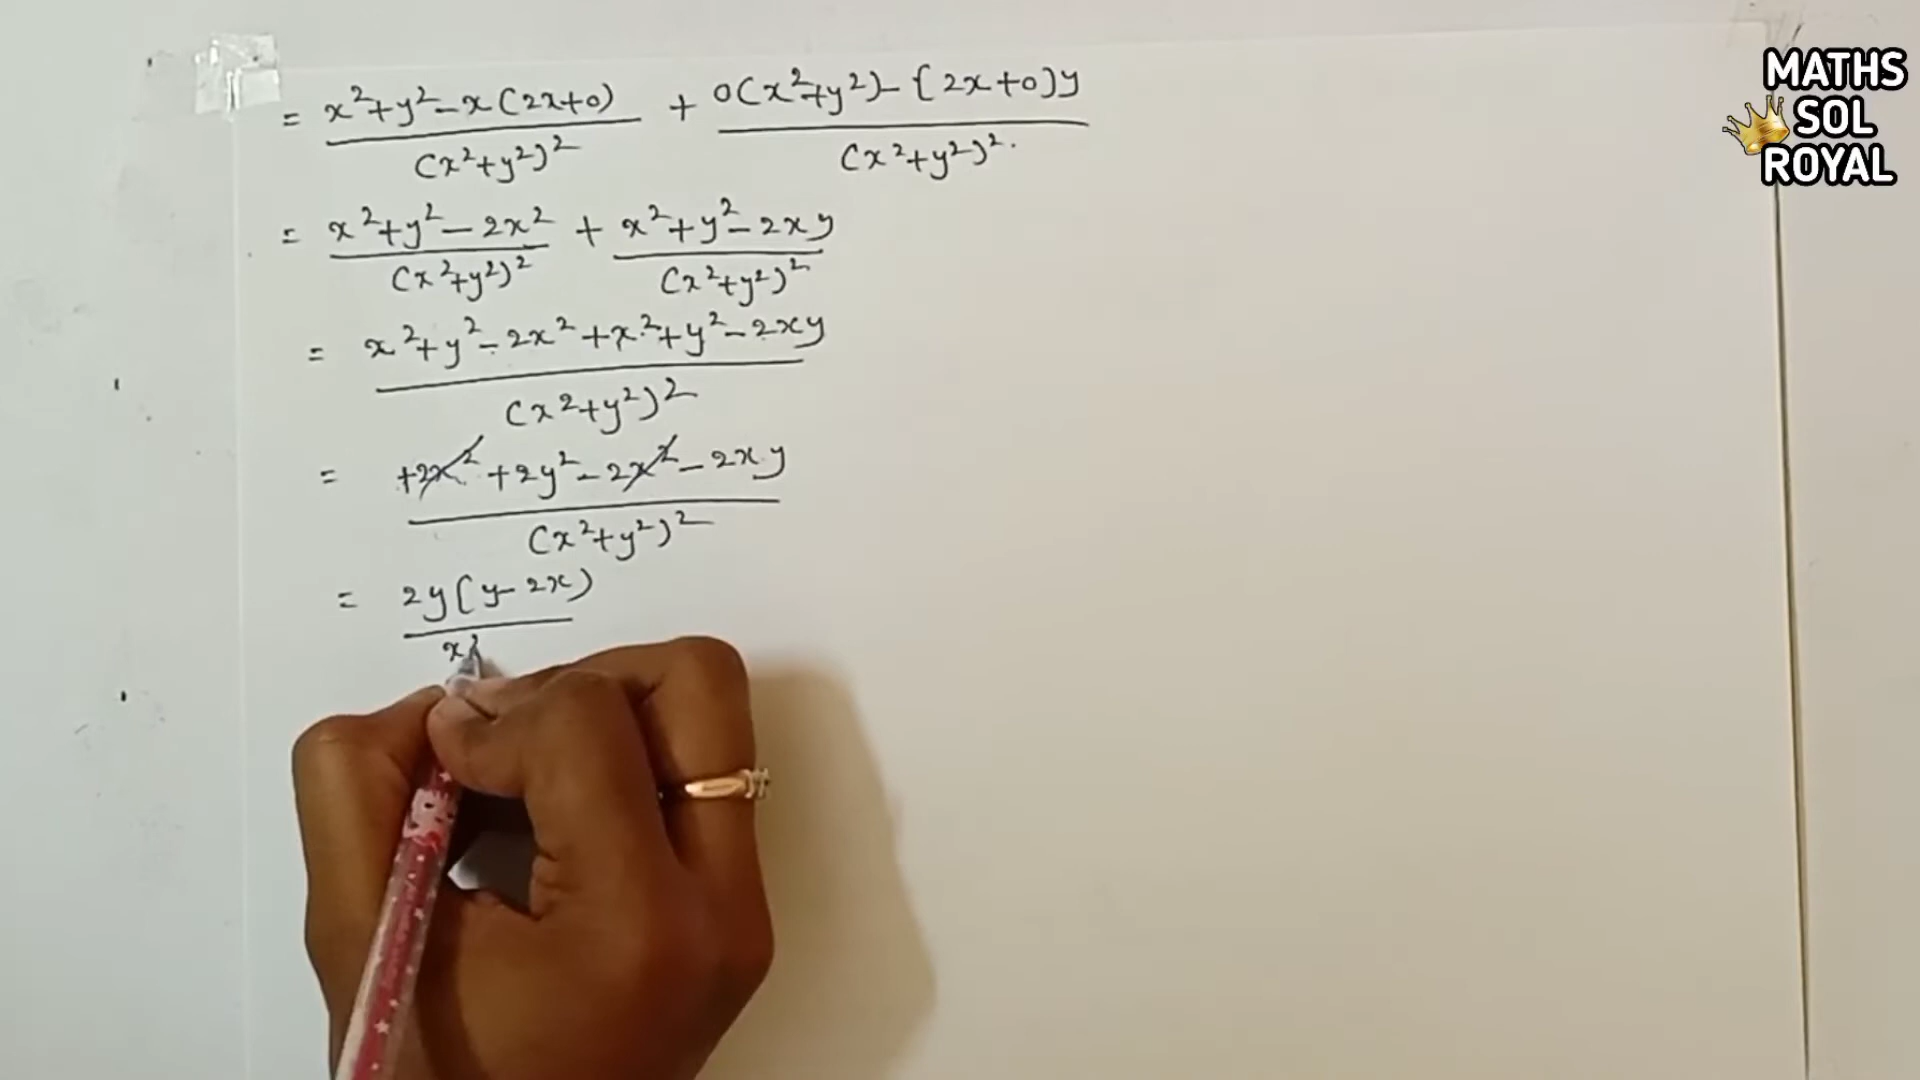 = x²+y²-x(2x+0)/(x²+y²)² + 0(x²+y²)-[2x+0]y/(x²+y²)².
= x²+y²-2x²/(x²+y²)² + x²+y²-2xy/(x²+y²)²
= x²+y²-2x²+x²+y²-2xy/(x²+y²)²
= +2x²+2y²-2x²-2xy/(x²+y²)²
= 2y(y-2x)/x²
MATHS
SOL
ROYAL